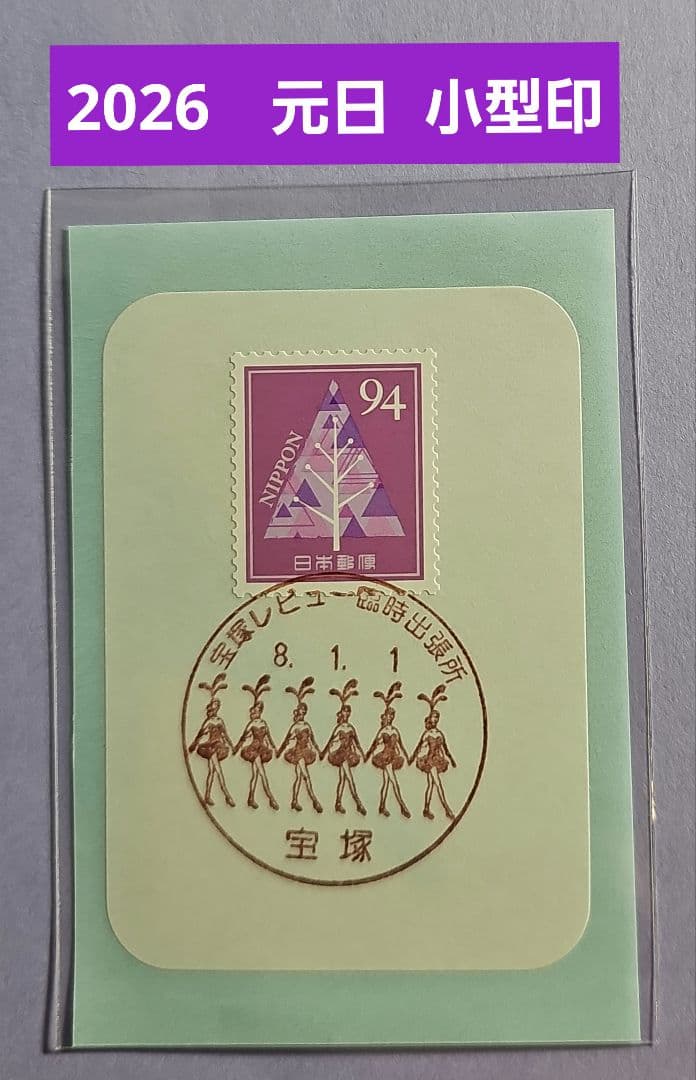 2026 元日 小型印
94
NIPPON
日本郵便
宝塚レビュー臨時出張所
8. 1. 1
宝塚